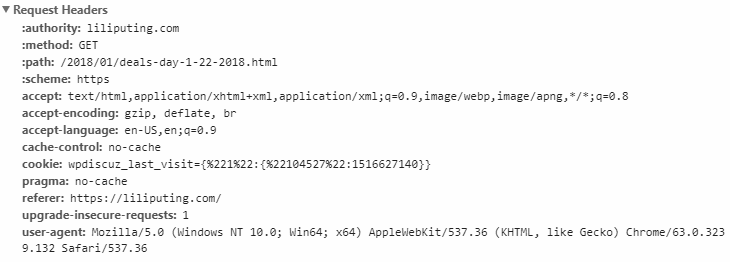 Request Headers
:authority: liliputing.com
:method: GET
:path: /2018/01/deals-day-1-22-2018.html
:scheme: https
accept: text/html,application/xhtml+xml,application/xml;q=0.9,image/webp,image/apng,*/*;q=0.8
accept-encoding: gzip, deflate, br
accept-language: en-US,en;q=0.9
cache-control: no-cache
cookie: wpdiscuz_last_visit={%221%22:{%22104527%22:1516627140}}
pragma: no-cache
referer: https://liliputing.com/
upgrade-insecure-requests: 1
user-agent: Mozilla/5.0 (Windows NT 10.0; Win64; x64) AppleWebKit/537.36 (KHTML, like Gecko) Chrome/63.0.323
9.132 Safari/537.36